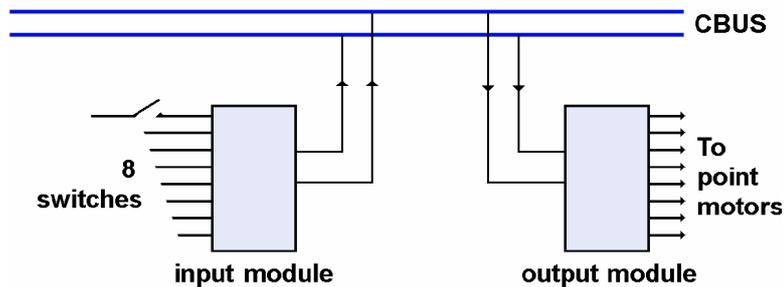 CBUS
8
switches
To
point
motors
input module
output module